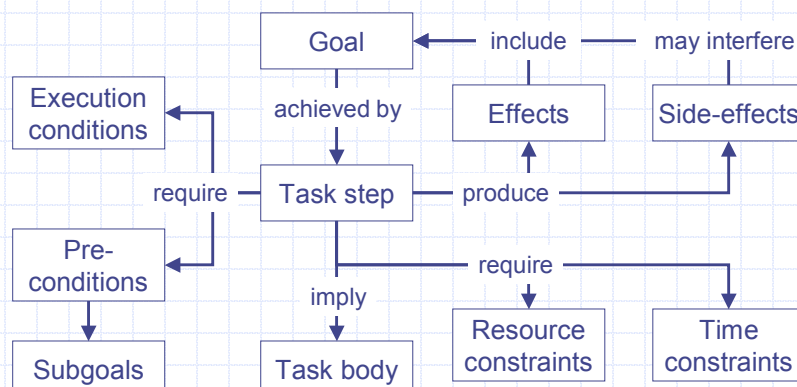 Goal
include
may interfere
Execution
conditions
achieved by
Effects
Side-effects
require
Task step
produce
Pre-
conditions
require
imply
Subgoals
Task body
Resource
constraints
Time
constraints